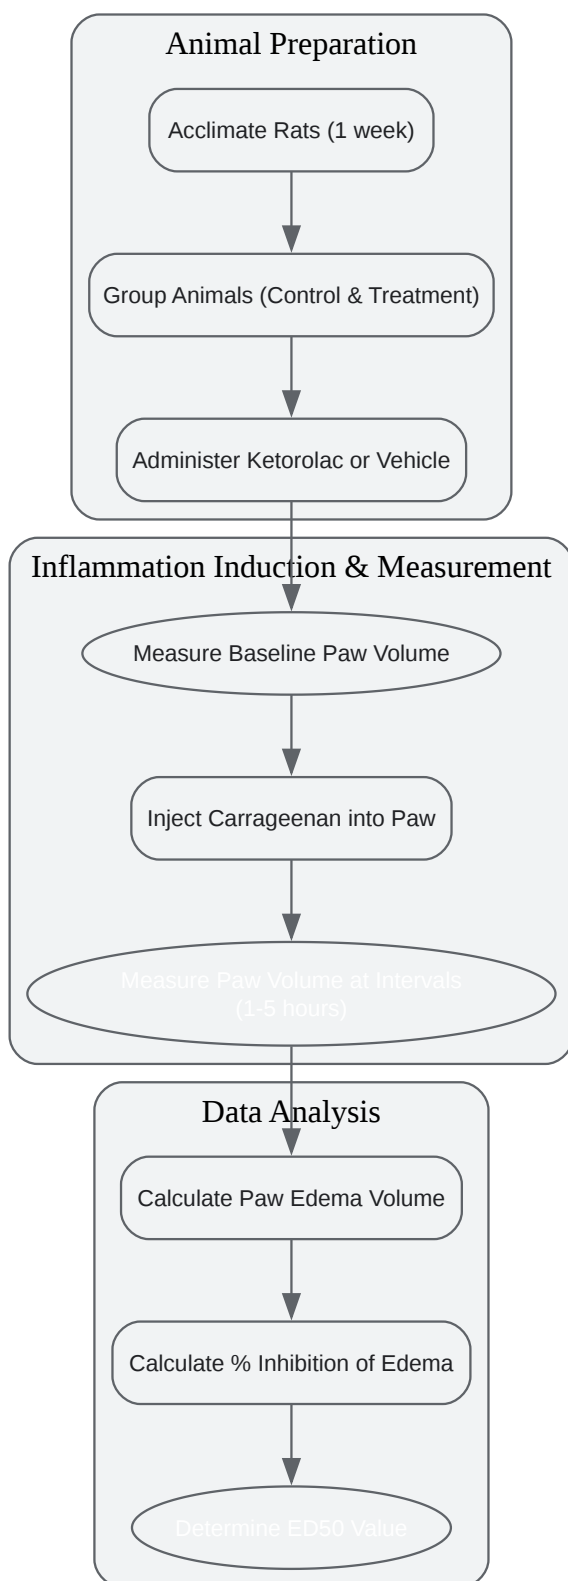 Animal Preparation
Acclimate Rats (1 week)
Group Animals (Control & Treatment)
Administer Ketorolac or Vehicle
Inflammation Induction & Measurement
Measure Baseline Paw Volume
Inject Carrageenan into Paw
Measure Paw Volume at Intervals
(1-5 hours)
Data Analysis
Calculate Paw Edema Volume
Calculate % Inhibition of Edema
Determine ED50 Value